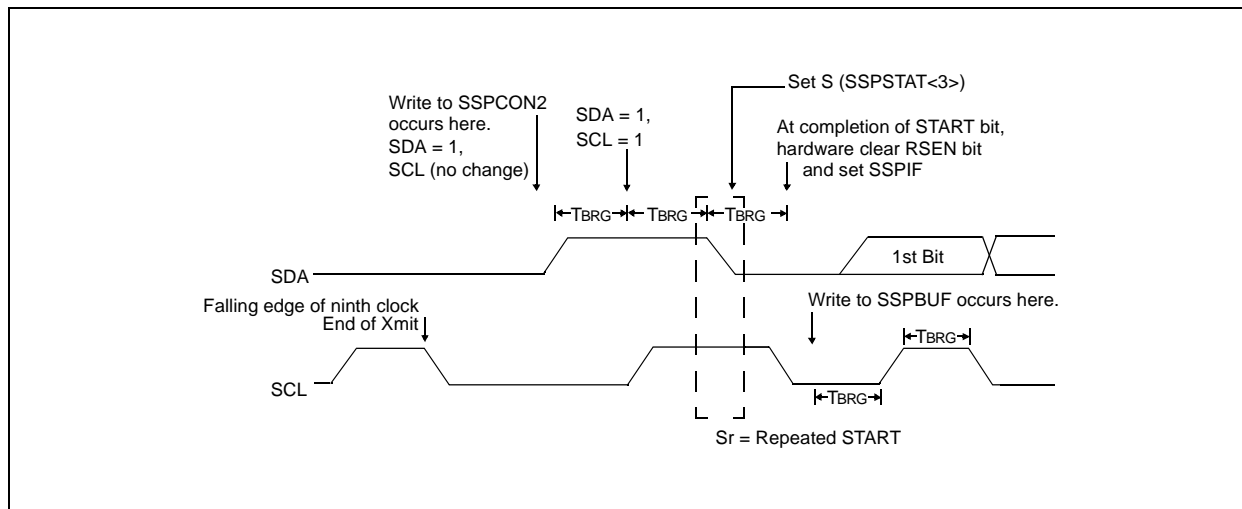 Set S (SSPSTAT<3>)
Write to SSPCON2
occurs here.
SDA = 1,
SCL (no change)
SDA = 1,
SCL = 1
At completion of START bit,
hardware clear RSEN bit
and set SSPIF
TBRG
TBRG
TBRG
SDA
1st Bit
Falling edge of ninth clock
End of Xmit
Write to SSPBUF occurs here.
TBRG
SCL
TBRG
Sr = Repeated START